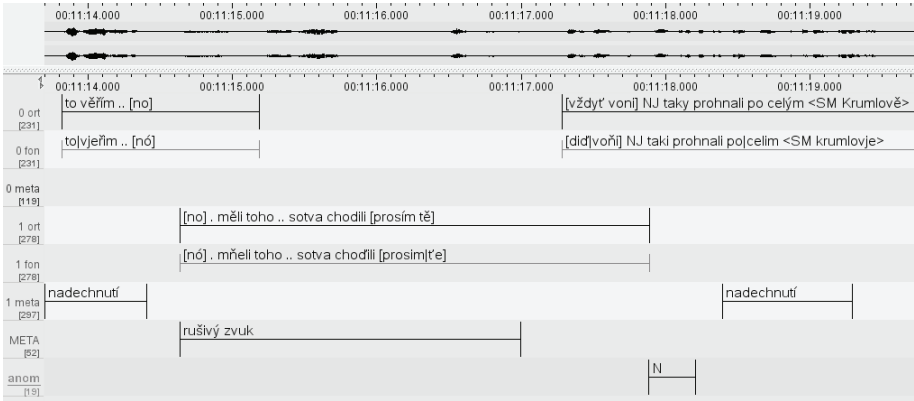 00:11:14.000 00:11:15.000 00:11:16.000 00:11:17.000 00:11:18.000 00:11:19.000
00:11:14.000 00:11:15.000 00:11:16.000 00:11:17.000 00:11:18.000 00:11:19.000
0 ort [231] to věřím .. [no] [vždyť voni] NJ taky prohnali po celým <SM Krumlově>
0 fon [231] to|vjeřim .. [nó] [diď|voňi] NJ taki prohnali po|celim <SM krumlovje>
0 meta [119]
1 ort [278] [no] . měli toho .. sotva chodili [prosím tě]
1 fon [278] [nó] . mňeli toho .. sotva choďili [prosim|ťe]
1 meta [297] nadechnutí nadechnutí
META [52] rušivý zvuk
anom [19] N